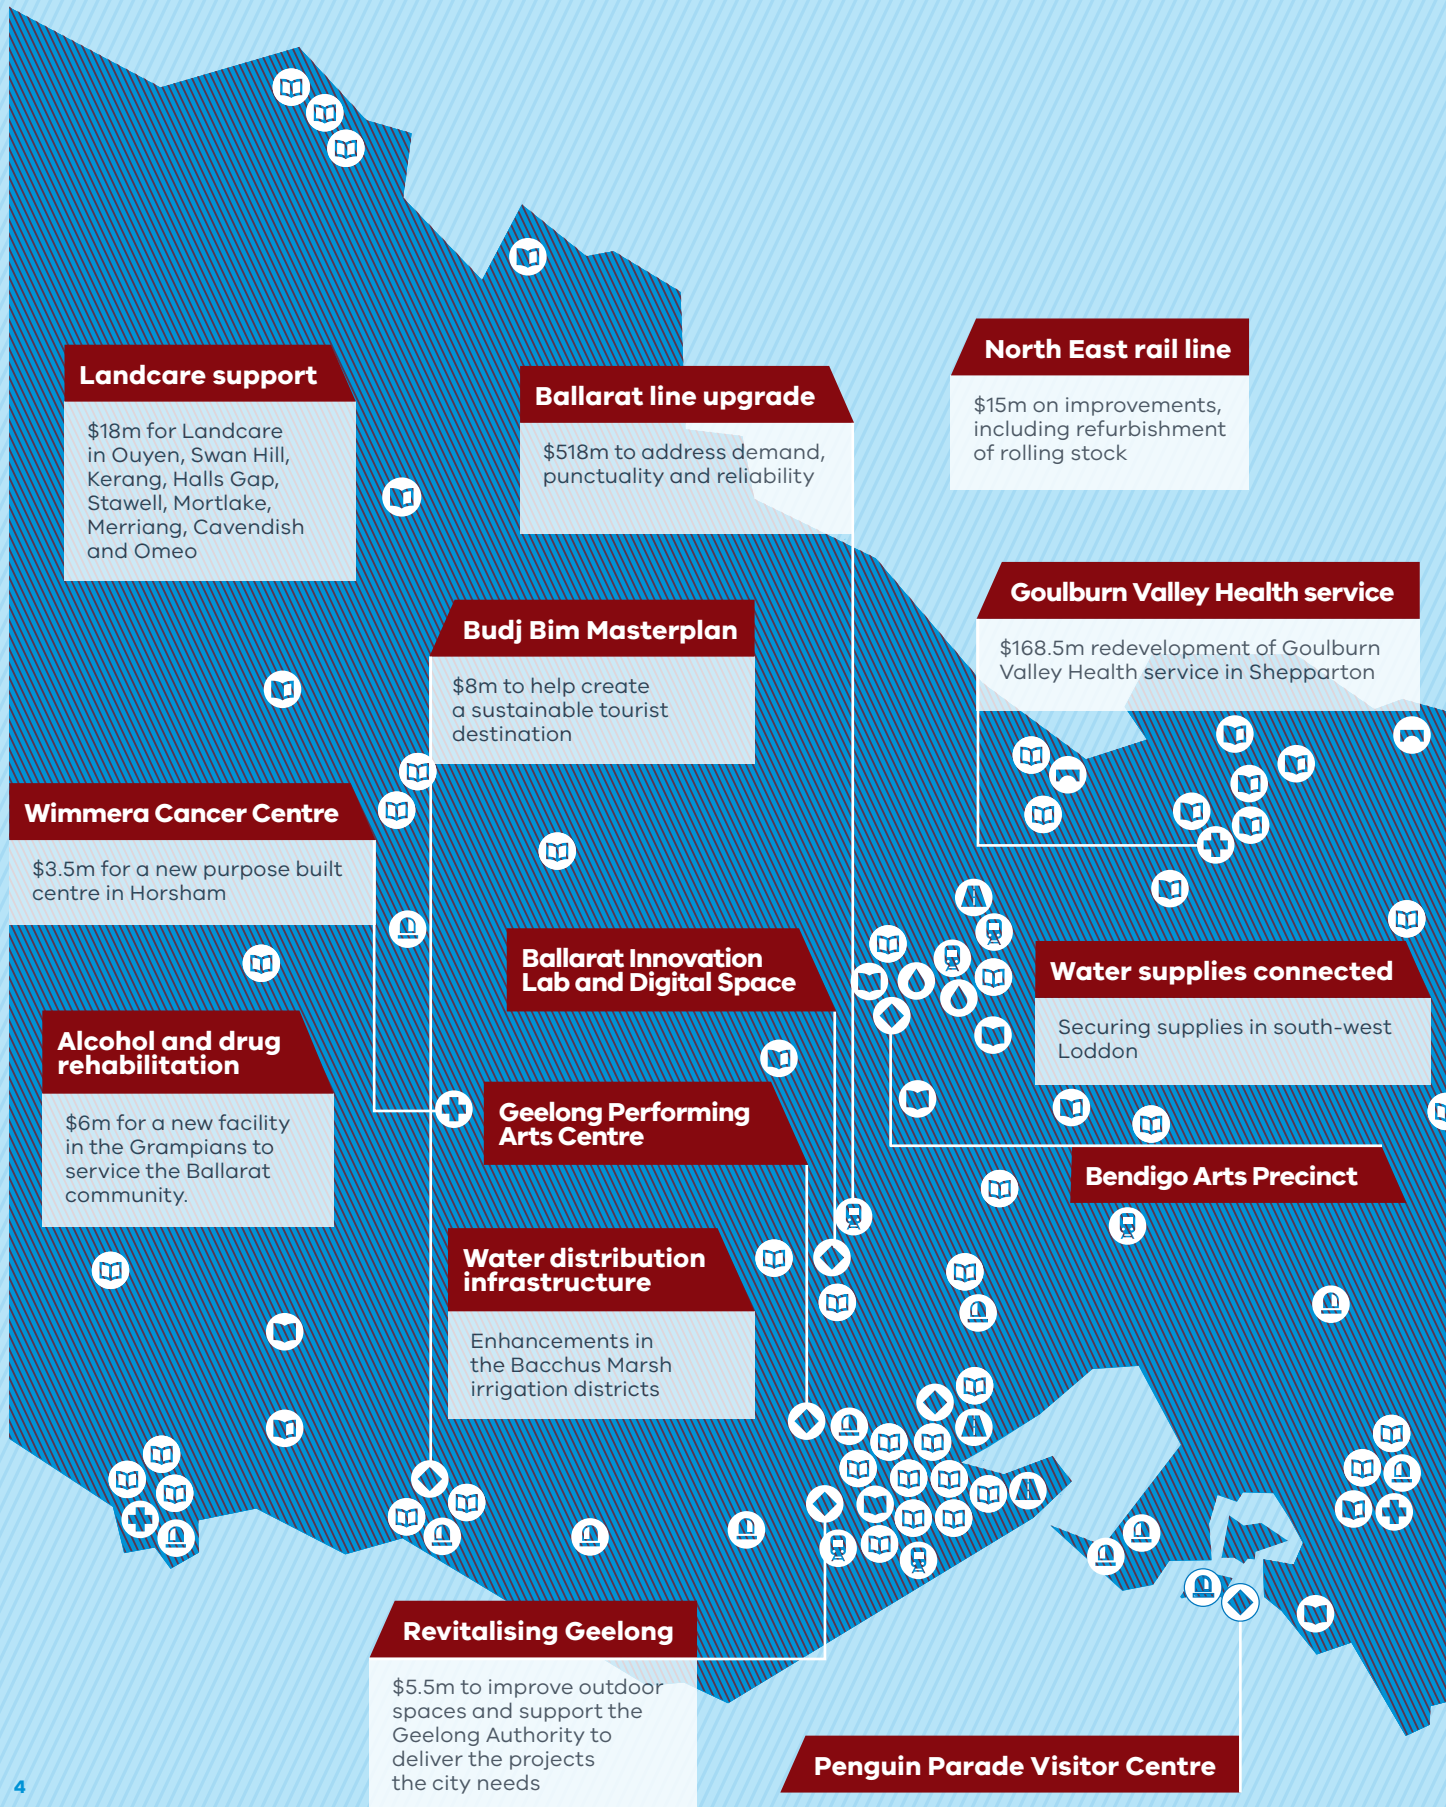 Landcare support
$18m for Landcare
in Ouyen, Swan Hill,
Kerang, Halls Gap,
Stawell, Mortlake,
Merriang, Cavendish
and Omeo
Ballarat line upgrade
$518m to address demand,
punctuality and reliability
North East rail line
$15m on improvements,
including refurbishment
of rolling stock
Goulburn Valley Health service
$168.5m redevelopment of Goulburn
Valley Health service in Shepparton
Budj Bim Masterplan
$8m to help create
a sustainable tourist
destination
Wimmera Cancer Centre
$3.5m for a new purpose built
centre in Horsham
Ballarat Innovation
Lab and Digital Space
Water supplies connected
Securing supplies in south-west
Loddon
Alcohol and drug
rehabilitation
$6m for a new facility
in the Grampians to
service the Ballarat
community.
Geelong Performing
Arts Centre
Bendigo Arts Precinct
Water distribution
infrastructure
Enhancements in
the Bacchus Marsh
irrigation districts
Revitalising Geelong
$5.5m to improve outdoor
spaces and support the
Geelong Authority to
deliver the projects
the city needs
Penguin Parade Visitor Centre
4